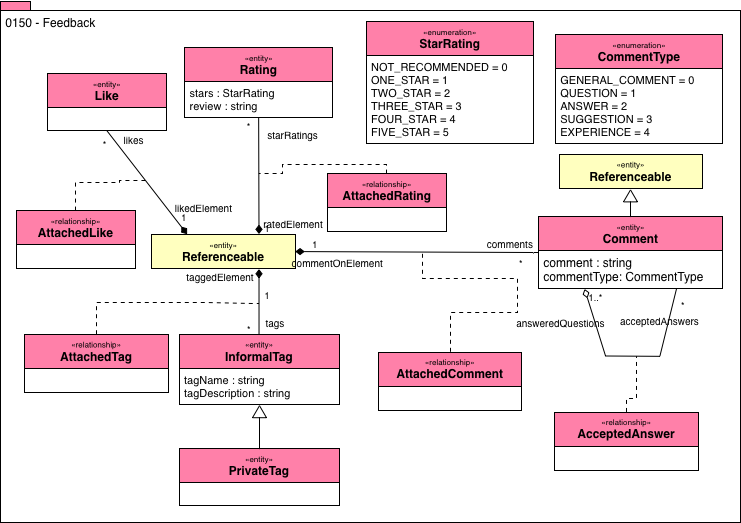 0150 - Feedback
«enumeration»
StarRating
NOT_RECOMMENDED = 0
ONE_STAR = 1
TWO_STAR = 2
THREE_STAR = 3
FOUR_STAR = 4
FIVE_STAR = 5
«enumeration»
CommentType
GENERAL_COMMENT = 0
QUESTION = 1
ANSWER = 2
SUGGESTION = 3
EXPERIENCE = 4
«entity»
Rating
stars : StarRating
review : string
«entity»
Like
*
likes
*
starRatings
«entity»
Referenceable
«relationship»
AttachedRating
«relationship»
AttachedLike
likedElement
1
ratedElement
1
«entity»
Referenceable
1
commentOnElement
comments
*
«entity»
Comment
comment : string
commentType: CommentType
taggedElement
1
*
tags
1..*
*
answeredQuestions
acceptedAnswers
«relationship»
AttachedTag
«entity»
InformalTag
tagName : string
tagDescription : string
«relationship»
AttachedComment
«relationship»
AcceptedAnswer
«entity»
PrivateTag